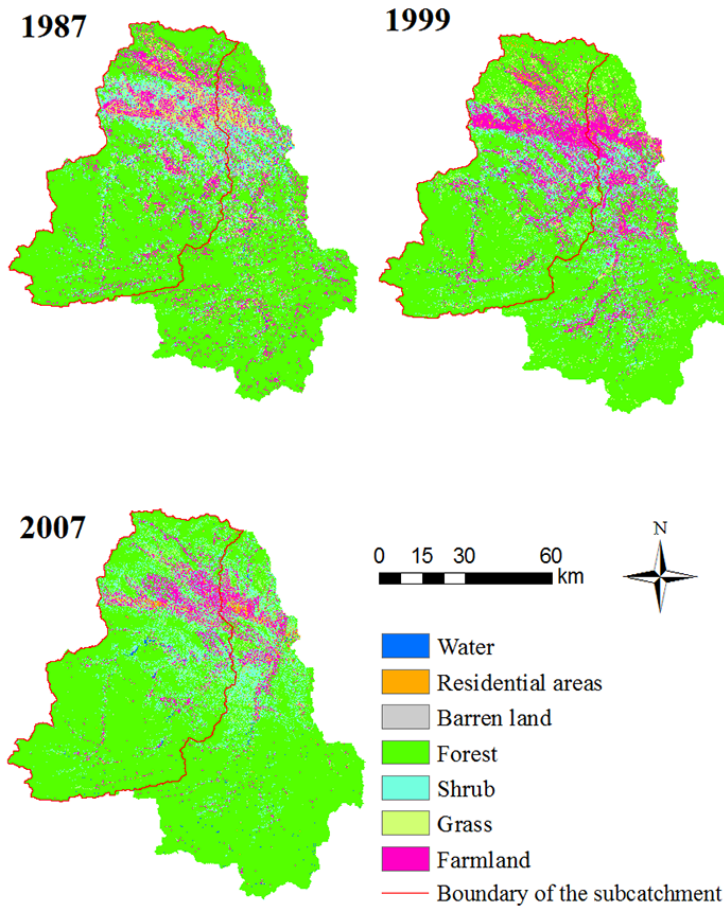 1987
1999
2007
N
0 15 30 60
km
Water
Residential areas
Barren land
Forest
Shrub
Grass
Farmland
Boundary of the subcatchment